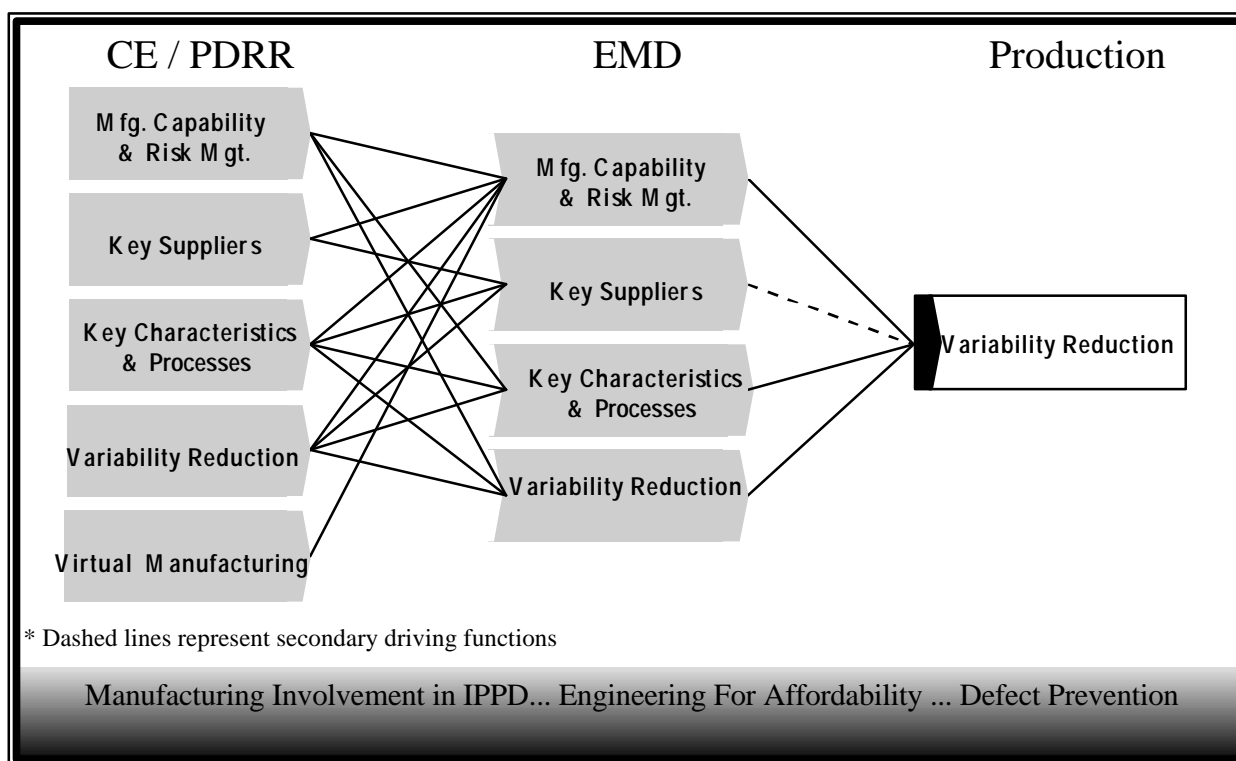 CE / PDRR
EMD
Production
Mfg. Capability
& Risk Mgt.
Key Suppliers
Key Characteristics
& Processes
Variability Reduction
Virtual Manufacturing
Mfg. Capability
& Risk Mgt.
Key Suppliers
Key Characteristics
& Processes
Variability Reduction
Variability Reduction
* Dashed lines represent secondary driving functions
Manufacturing Involvement in IPPD... Engineering For Affordability ... Defect Prevention